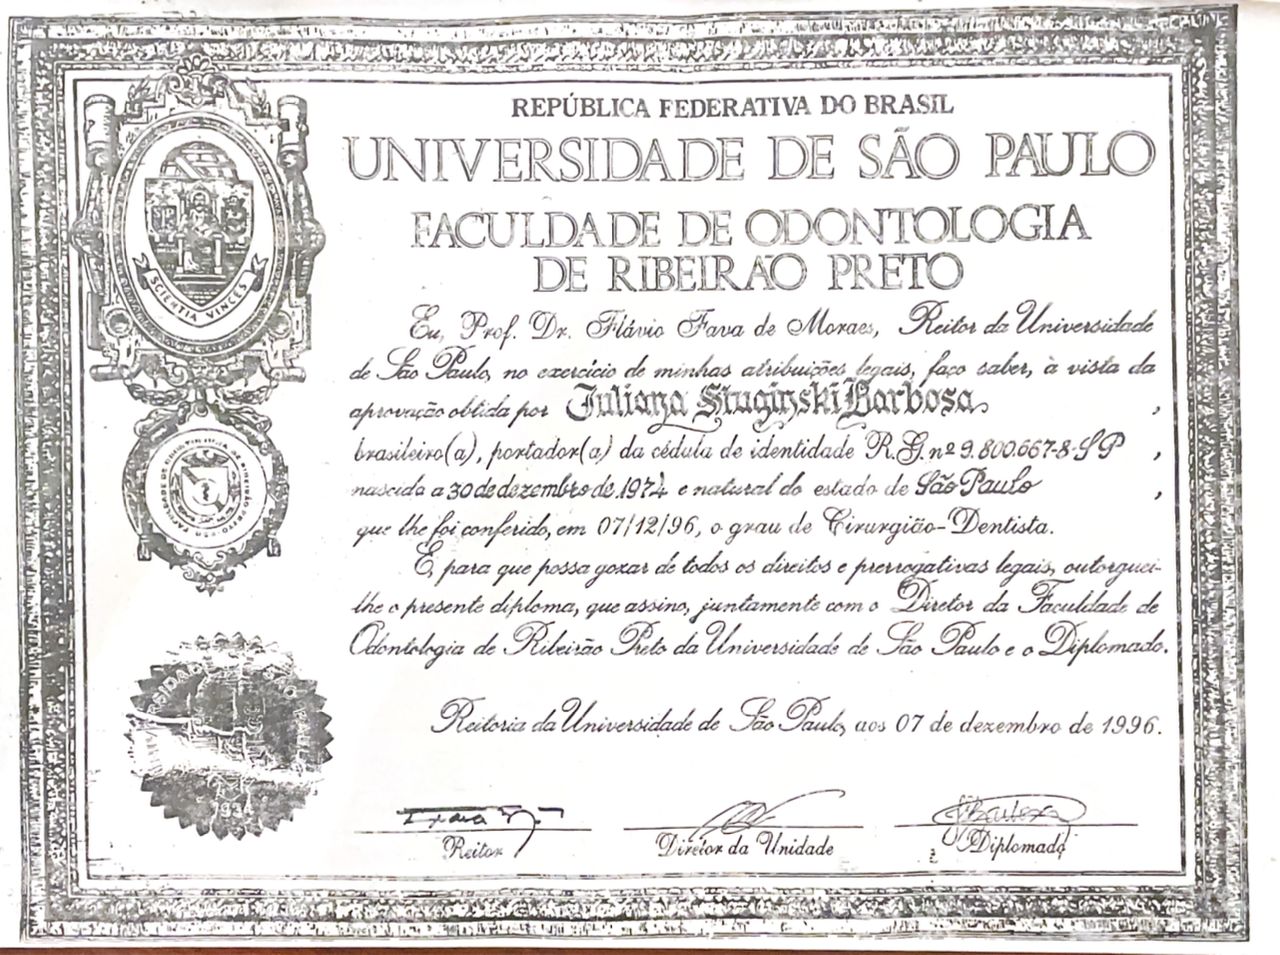 REPÚBLICA FEDERATIVA DO BRASIL
UNIVERSIDADE DE SÃO PAULO
FACULDADE DE ODONTOLOGIA
DE RIBEIRÃO PRETO
Eu, Prof. Dr. Flávio Fava de Moraes, Reitor da Universidade
de São Paulo, no exercício de minhas atribuições legais, faço saber, à vista da
aprovação obtida por Juliana Stuginski Barbosa,
brasileiro(a), portador(a) da cédula de identidade R.G. nº 9.800.667-8-SP,
nascida a 30 de dezembro de 1974 e natural do estado de São Paulo,
que lhe foi conferido, em 07/12/96, o grau de Cirurgião-Dentista.
E, para que possa gozar de todos os direitos e prerrogativas legais, outorguei-
lhe o presente diploma, que assino, juntamente com o Diretor da Faculdade de
Odontologia de Ribeirão Preto da Universidade de São Paulo e o Diplomado.
Reitoria da Universidade de São Paulo, aos 07 de dezembro de 1996.
Reitor
Diretor da Unidade
Diplomado
SCIENTIA VINCES